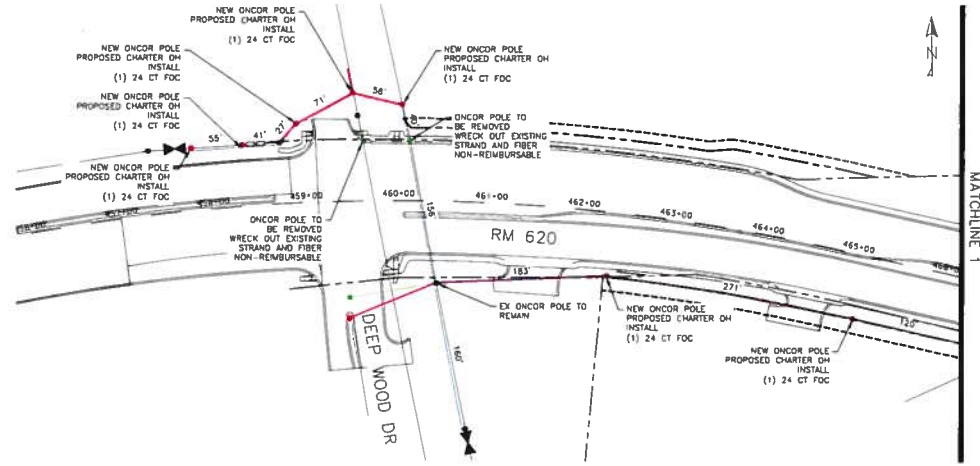 NEW ONCOR POLE
PROPOSED CHARTER OH
INSTALL
(1) 24 CT FOC
NEW ONCOR POLE
PROPOSED CHARTER OH
INSTALL
(1) 24 CT FOC
NEW ONCOR POLE
PROPOSED CHARTER OH
INSTALL
(1) 24 CT FOC
NEW ONCOR POLE
PROPOSED CHARTER OH
INSTALL
(1) 24 CT FOC
NEW ONCOR POLE
PROPOSED CHARTER OH
INSTALL
(1) 24 CT FOC
ONCOR POLE TO
BE REMOVED
WRECK OUT EXISTING
STRAND AND FIBER
NON-REIMBURSABLE
N
55'
41'
27'
71'
58'
457+00
458+00
459+00
460+00
461+00
462+00
463+00
464+00
465+00
156'
RM 620
ONCOR POLE TO
BE REMOVED
WRECK OUT EXISTING
STRAND AND FIBER
NON-REIMBURSABLE
183'
271'
120'
160'
EX ONCOR POLE TO
REMAIN
NEW ONCOR POLE
PROPOSED CHARTER OH
INSTALL
(1) 24 CT FOC
NEW ONCOR POLE
PROPOSED CHARTER OH
INSTALL
(1) 24 CT FOC
DEEP WOOD DR
MATCHLINE 1